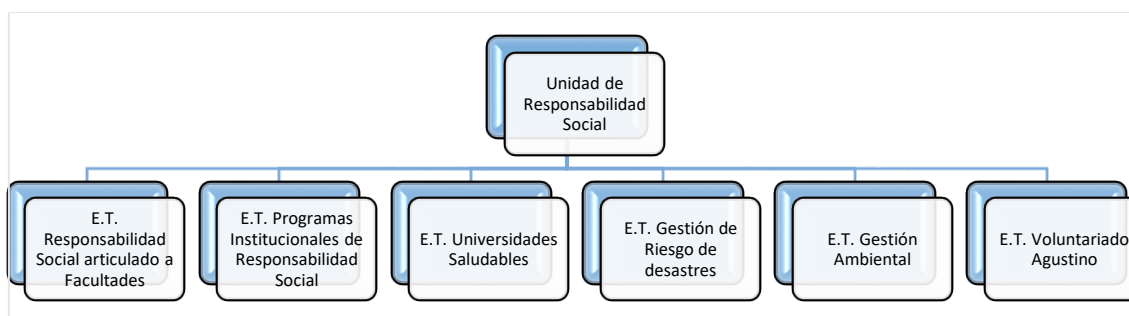 Unidad de
Responsabilidad
Social
E.T.
Responsabilidad
Social articulado a
Facultades
E.T. Programas
Institucionales de
Responsabilidad
Social
E.T. Universidades
Saludables
E.T. Gestión de
Riesgo de
desastres
E.T. Gestión
Ambiental
E.T. Voluntariado
Agustino